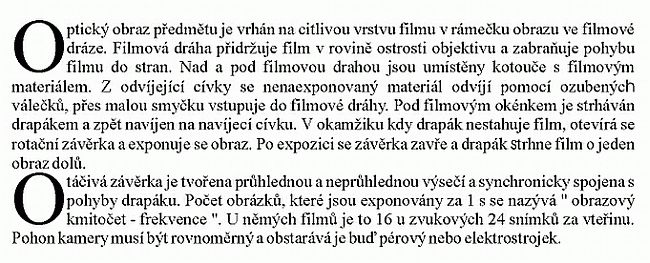 Optický obraz předmětu je vrhán na citlivou vrstvu filmu v rámečku obrazu ve filmové
dráze. Filmová dráha přidržuje film v rovině ostrosti objektivu a zabraňuje pohybu
filmu do stran. Nad a pod filmovou drahou jsou umístěny kotouče s filmovým
materiálem. Z odvíjející cívky se nenaexponovaný materiál odvíjí pomocí ozubených
válečků, přes malou smyčku vstupuje do filmové dráhy. Pod filmovým okénkem je strháván
drapákem a zpět navíjen na navíjecí cívku. V okamžiku kdy drapák nestahuje film, otevírá se
rotační závěrka a exponuje se obraz. Po expozici se závěrka zavře a drapák strhne film o jeden
obraz dolů.
Otáčivá závěrka je tvořena průhlednou a neprůhlednou výsečí a synchronicky spojena s
pohyby drapáku. Počet obrázků, které jsou exponovány za 1 s se nazývá " obrazový
kmitočet - frekvence ". U němých filmů je to 16 u zvukových 24 snímků za vteřinu.
Pohon kamery musí být rovnoměrný a obstarává je buď pérový nebo elektrostrojek.